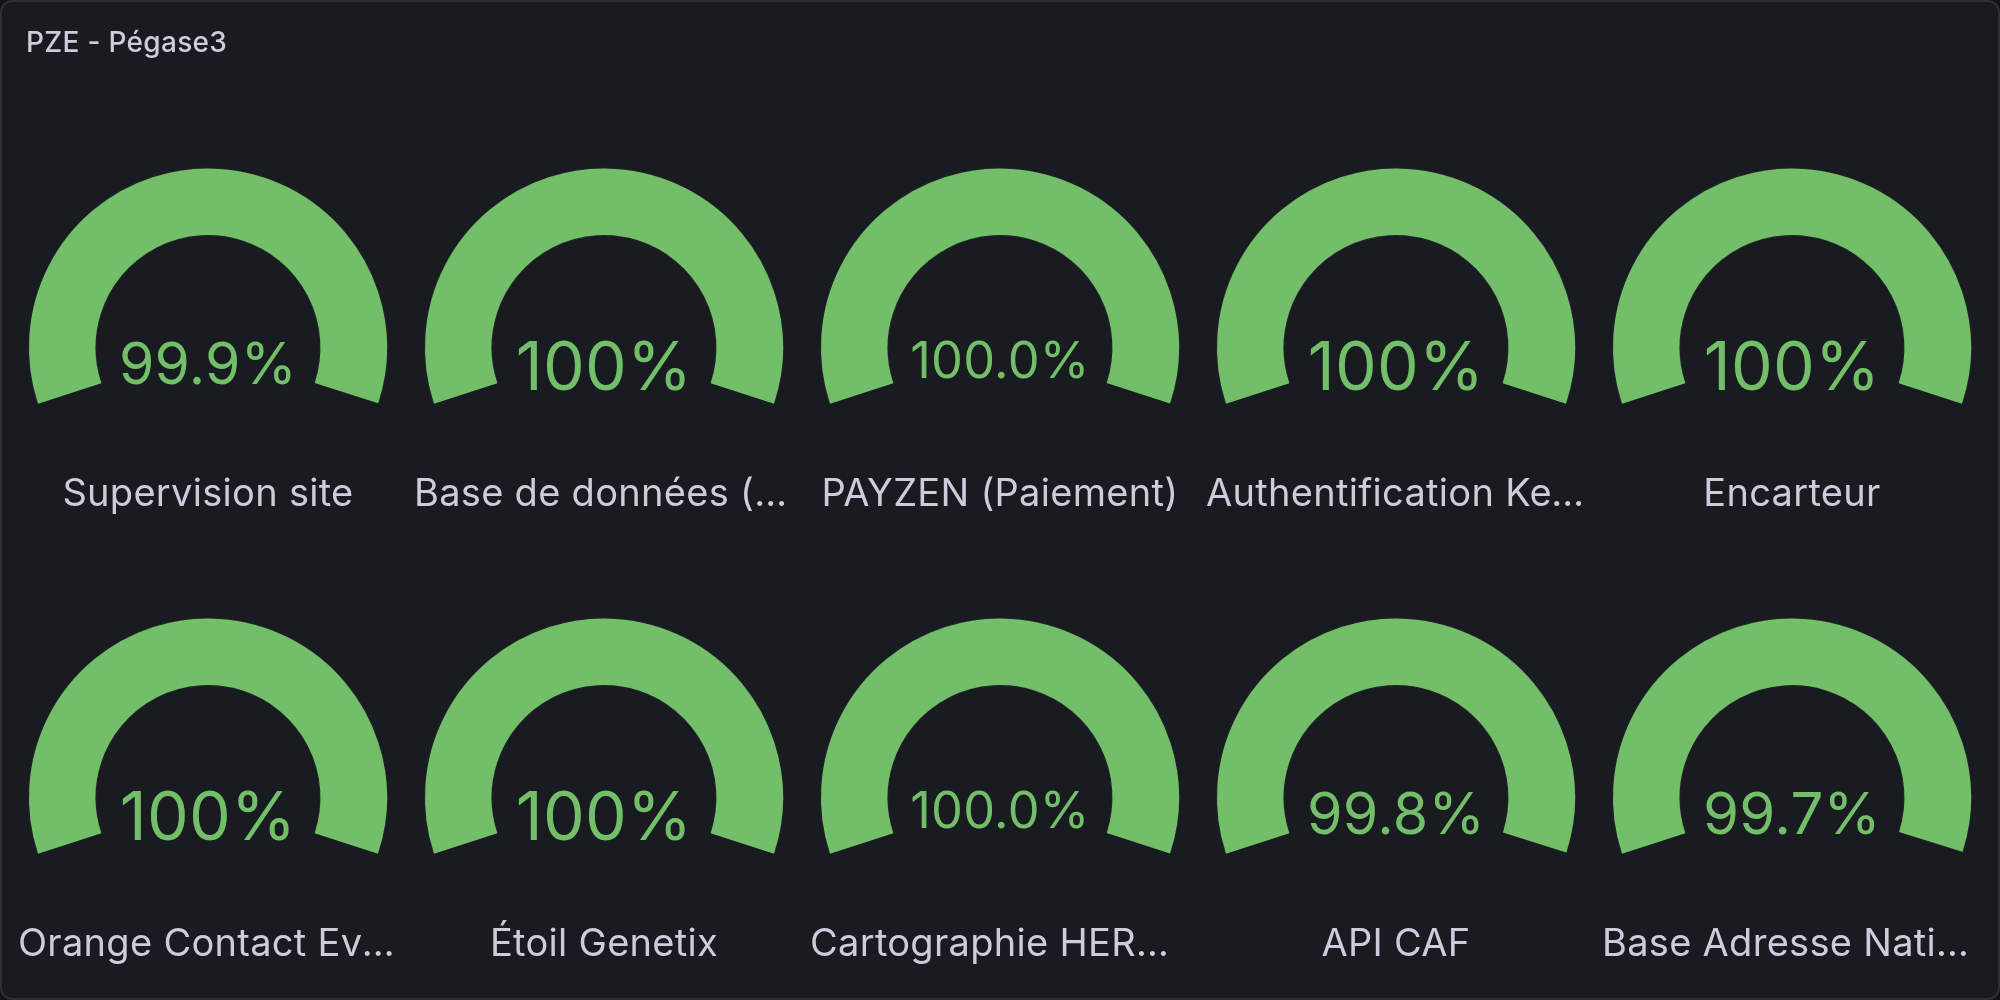 PZE - Pégase3
99.9%
100%
100.0%
100%
100%
Supervision site
Base de données (...
PAYZEN (Paiement)
Authentification Ke...
Encarteur
100%
100%
100.0%
99.8%
99.7%
Orange Contact Ev...
Étoil Genetix
Cartographie HER...
API CAF
Base Adresse Nati...